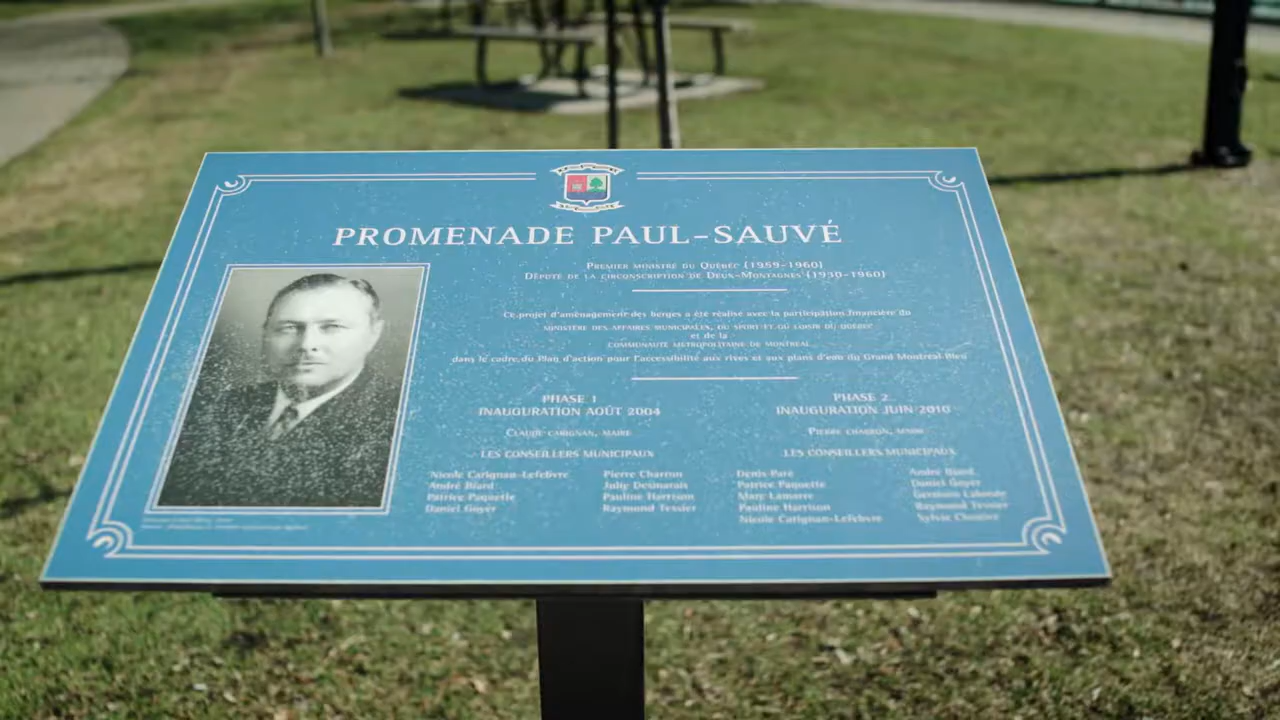 PROMENADE PAUL-SAUVÉ
PREMIER MINISTRE DU QUÉBEC (1959-1960)
DÉPUTÉ DE LA CIRCONSCRIPTION DE DEUX-MONTAGNES (1930-1960)
Ce projet d'aménagement des berges a été réalisé avec la participation financière du
MINISTÈRE DES AFFAIRES MUNICIPALES, DU SPORT ET DU LOISIR DU QUÉBEC
et de la
COMMUNAUTÉ MÉTROPOLITAINE DE MONTRÉAL
dans le cadre du Plan d'action pour l'accessibilité aux rives et aux plans d'eau du Grand Montréal Bleu
PHASE 1
INAUGURATION AOÛT 2004
CLAUDE CARIGNAN, MAIRE
LES CONSEILLERS MUNICIPAUX
Nicole Carignan-Lefebvre
André Biard
Patrice Paquette
Daniel Goyer
Pierre Charron
Julie Desmarais
Pauline Harrison
Raymond Tessier
PHASE 2
INAUGURATION JUIN 2010
PIERRE CHARRON, MAIRE
LES CONSEILLERS MUNICIPAUX
Denis Paré
Patrice Paquette
Marc Lamarre
Pauline Harrison
Nicole Carignan-Lefebvre
André Biard
Daniel Goyer
Germain Lalonde
Raymond Tessier
Sylvie